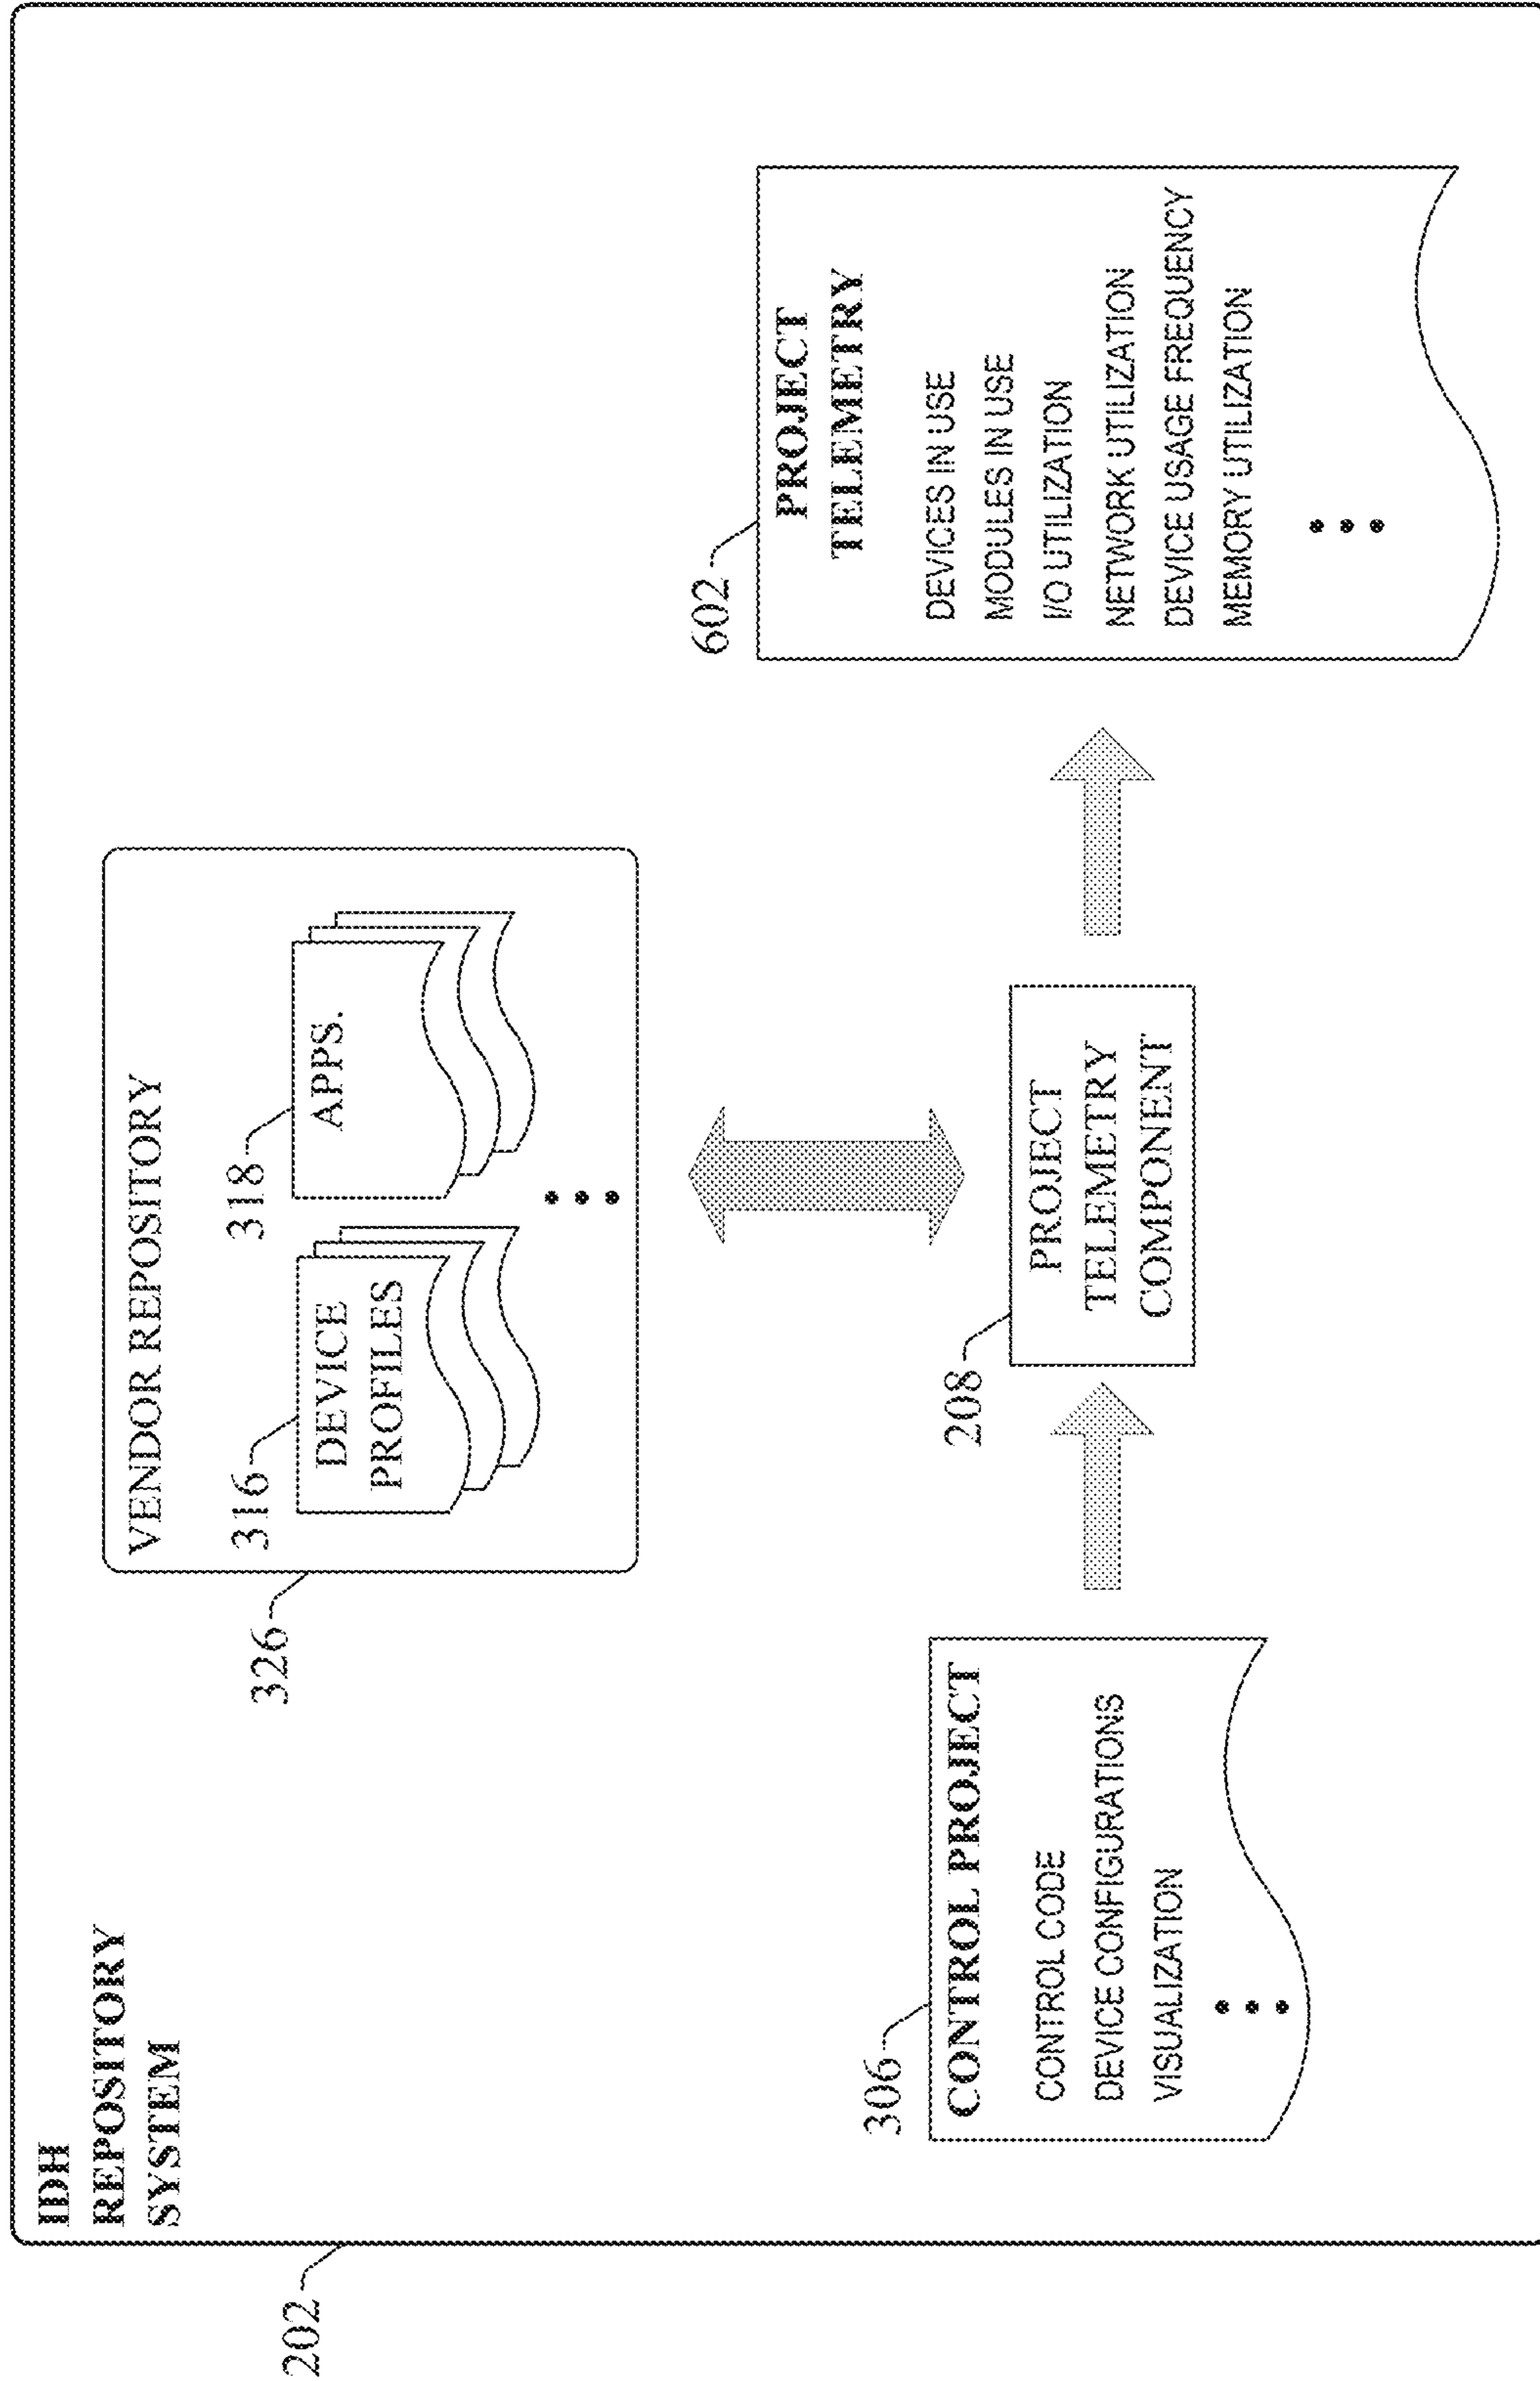 202
IDH
REPOSITORY
SYSTEM
326
VENDOR REPOSITORY
316
DEVICE
PROFILES
318
APPS.
306
CONTROL PROJECT
CONTROL CODE
DEVICE CONFIGURATIONS
VISUALIZATION
208
PROJECT
TELEMETRY
COMPONENT
602
PROJECT
TELEMETRY
DEVICES IN USE
MODULES IN USE
I/O UTILIZATION
NETWORK UTILIZATION
DEVICE USAGE FREQUENCY
MEMORY UTILIZATION